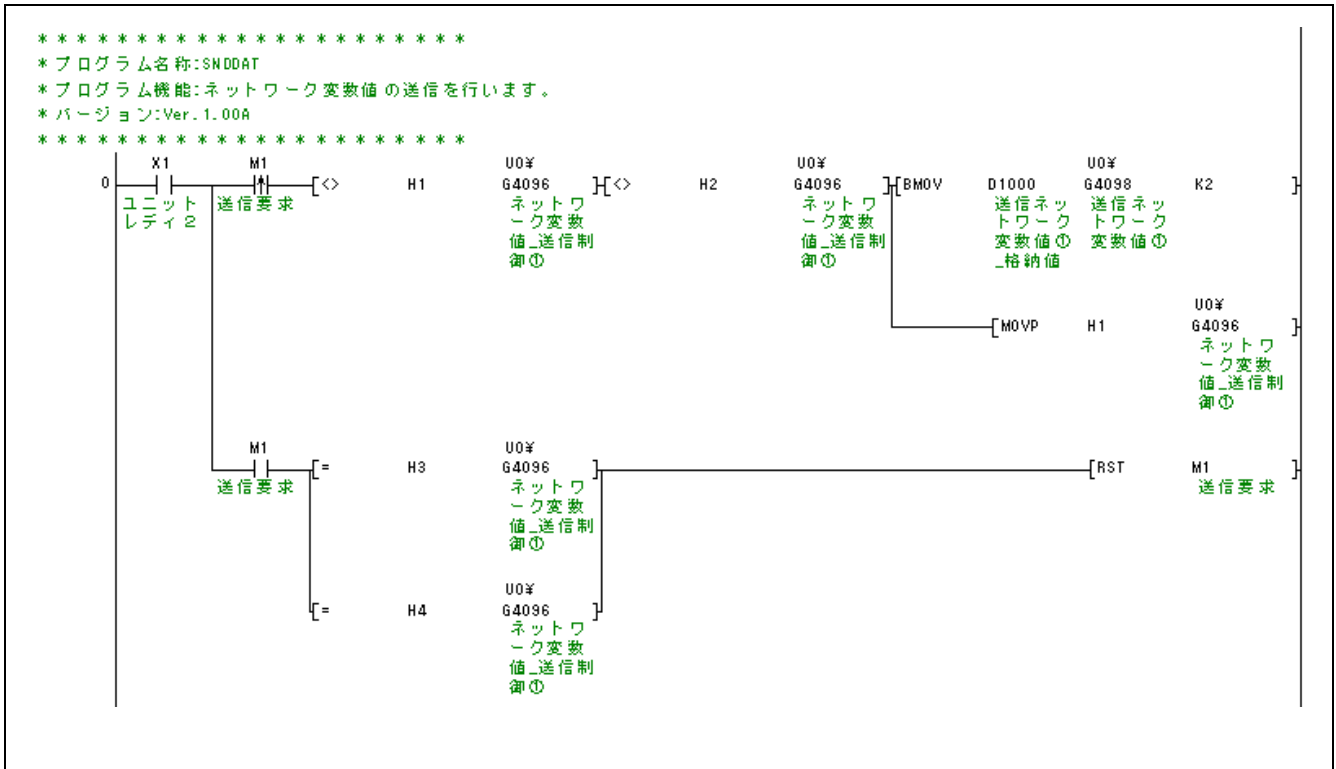 * * * * * * * * * * * * * * * * * * * * * *
* プログラム名称:SNDDAT
* プログラム機能:ネットワーク変数値の送信を行います。
* バージョン:Ver.1.00A
* * * * * * * * * * * * * * * * * * * * * *
X1 M1 U0¥ U0¥ U0¥
0 [<> H1 G4096 ] [<> H2 G4096 ] [BMOV D1000 G4098 K2 ]
ユニット 送信要求 ネットワ ネットワ 送信ネッ 送信ネッ
レディ2 ーク変数 ーク変数 トワーク トワーク
値_送信制 値_送信制 変数値① 変数値①
御① 御① _格納値
U0¥
[MOVP H1 G4096 ]
ネットワ
ーク変数
値_送信制
御①
M1 U0¥
[= H3 G4096 ] [RST M1 ]
送信要求 ネットワ 送信要求
ーク変数
値_送信制
御①
U0¥
[= H4 G4096 ]
ネットワ
ーク変数
値_送信制
御①